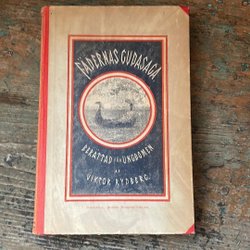 FÄDERNAS GUDASAGA
BERÄTTAD FÖR UNGDOMEN
AF
VIKTOR RYDBERG.